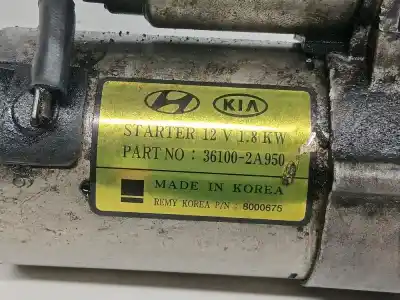 KIA
STARTER 12 V 1.8 KW
PART NO : 36100-2A950
MADE IN KOREA
REMY KOREA P/N : 8000675